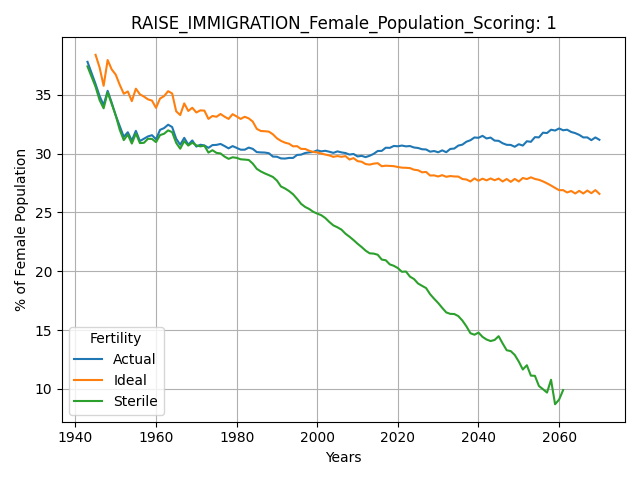 RAISE_IMMIGRATION_Female_Population_Scoring: 1
% of Female Population
35
30
25
20
15
10
Fertility
Actual
Ideal
Sterile
1940 1960 1980 2000 2020 2040 2060
Years